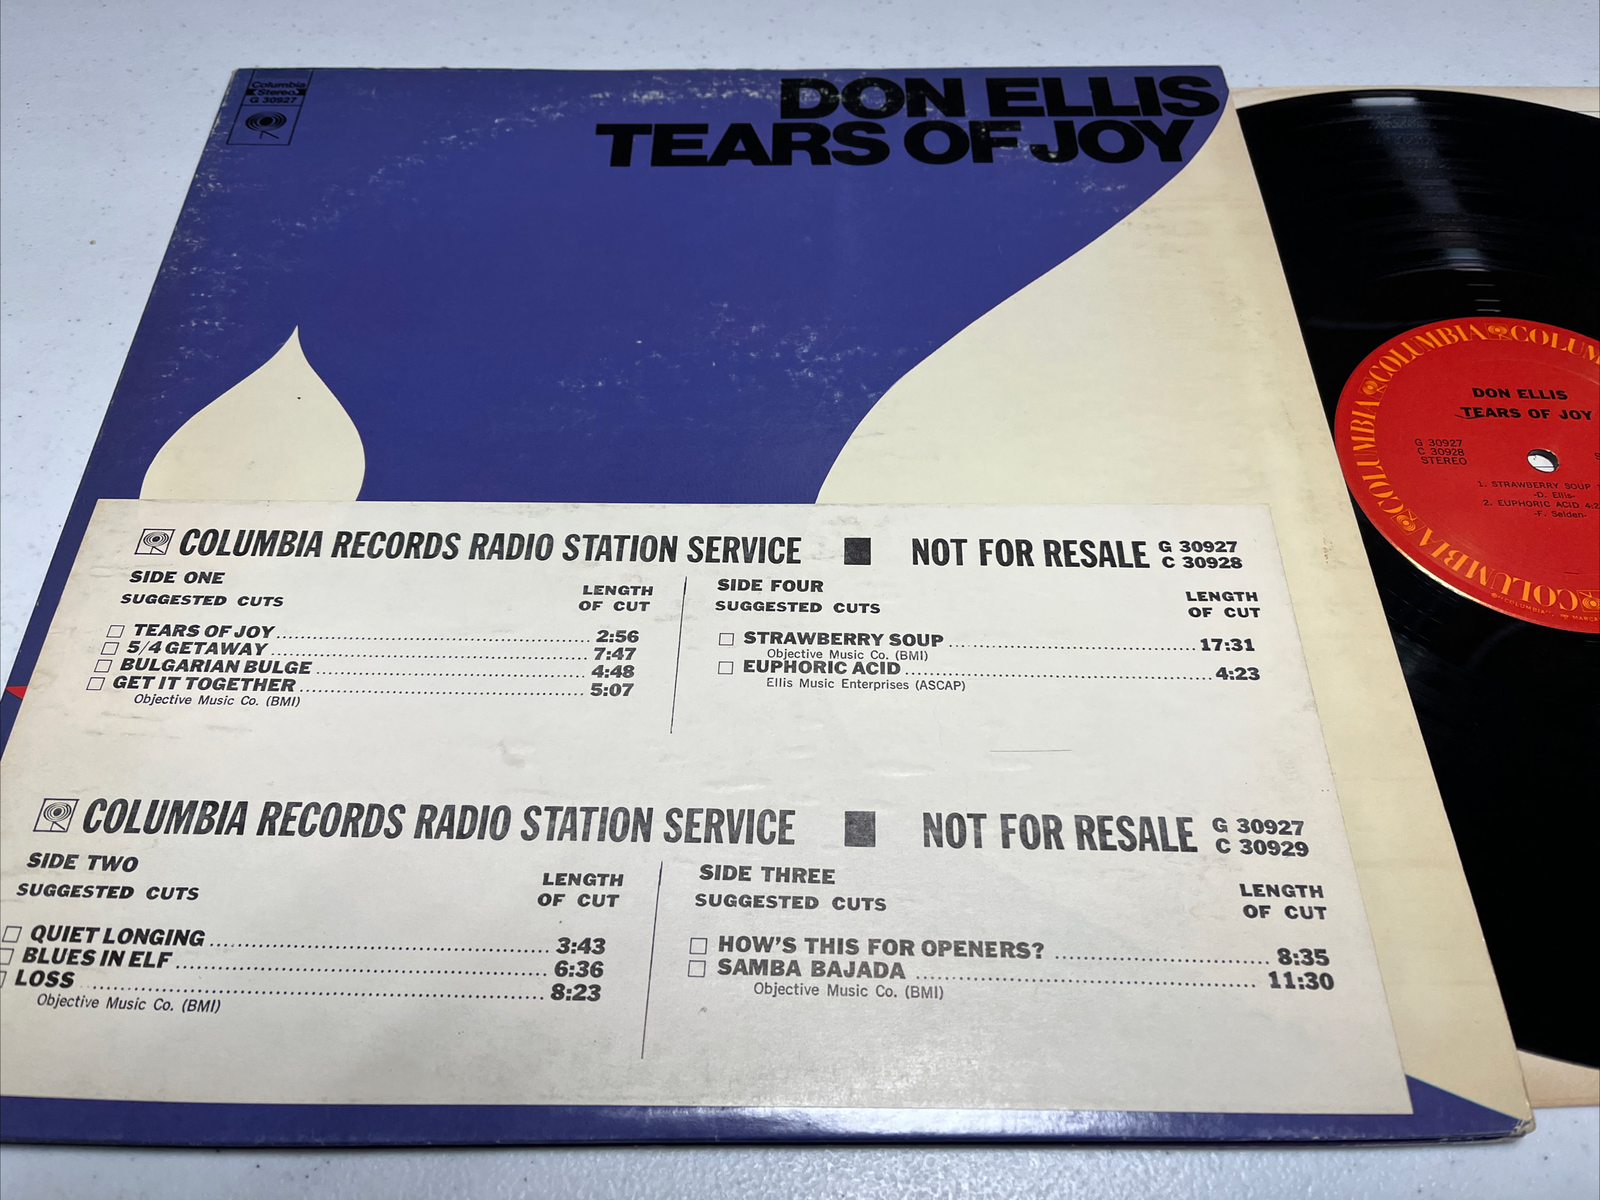 Columbia
Stereo
G 30927
DON ELLIS
TEARS OF JOY
COLUMBIA RECORDS RADIO STATION SERVICE ■ NOT FOR RESALE G 30927
C 30928
SIDE ONE
SUGGESTED CUTS LENGTH OF CUT
TEARS OF JOY 2:56
5/4 GETAWAY 7:47
BULGARIAN BULGE 4:48
GET IT TOGETHER 5:07
Objective Music Co. (BMI)
SIDE FOUR
SUGGESTED CUTS LENGTH OF CUT
STRAWBERRY SOUP 17:31
Objective Music Co. (BMI)
EUPHORIC ACID 4:23
Ellis Music Enterprises (ASCAP)
COLUMBIA RECORDS RADIO STATION SERVICE ■ NOT FOR RESALE G 30927
C 30929
SIDE TWO
SUGGESTED CUTS LENGTH OF CUT
QUIET LONGING 3:43
BLUES IN ELF 6:36
LOSS 8:23
Objective Music Co. (BMI)
SIDE THREE
SUGGESTED CUTS LENGTH OF CUT
HOW'S THIS FOR OPENERS? 8:35
SAMBA BAJADA 11:30
Objective Music Co. (BMI)
COLUMBIA COLUMBIA COLUMBIA
DON ELLIS
TEARS OF JOY
G 30927
C 30928
STEREO
1. STRAWBERRY SOUP
-D. Ellis-
2. EUPHORIC ACID
-F. Selden-